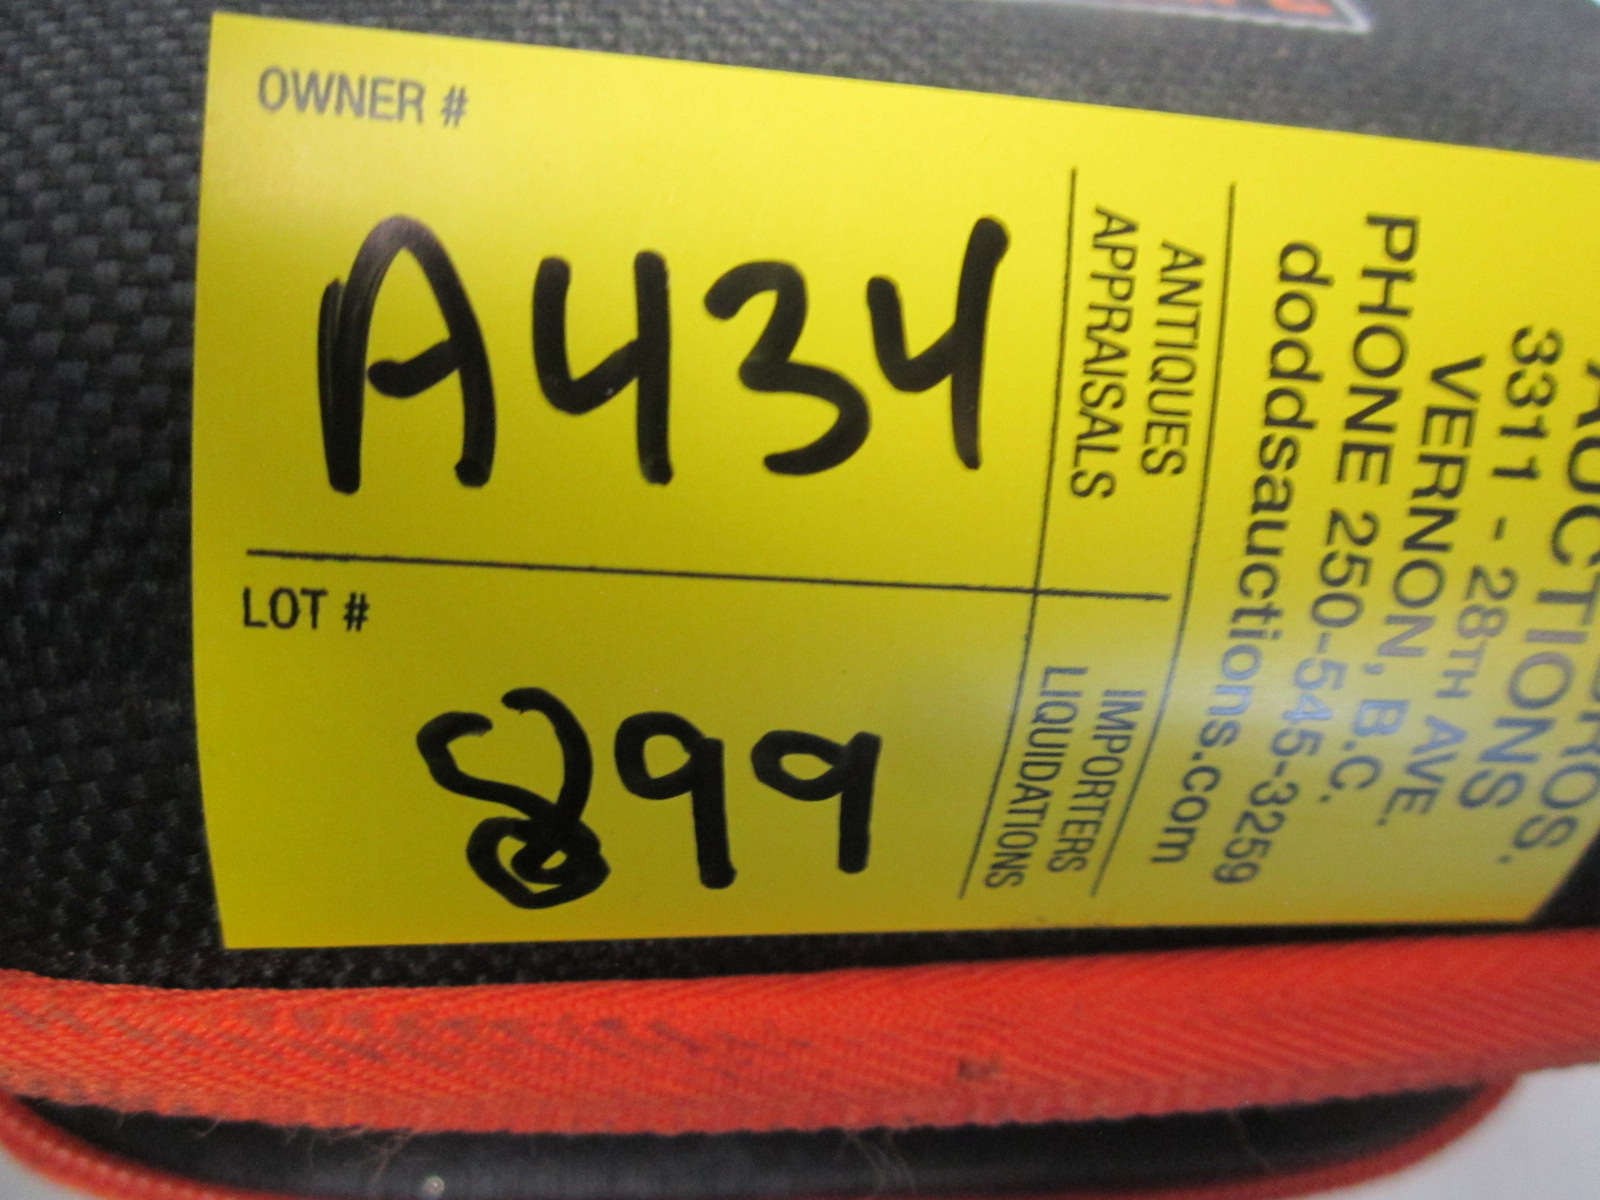 OWNER #
A434
LOT #
899
ANTIQUES
APPRAISALS
IMPORTERS
LIQUIDATIONS
BROS.
AUCTIONS
3311 - 28TH AVE.
VERNON, B.C.
PHONE 250-545-3259
doddsauctions.com